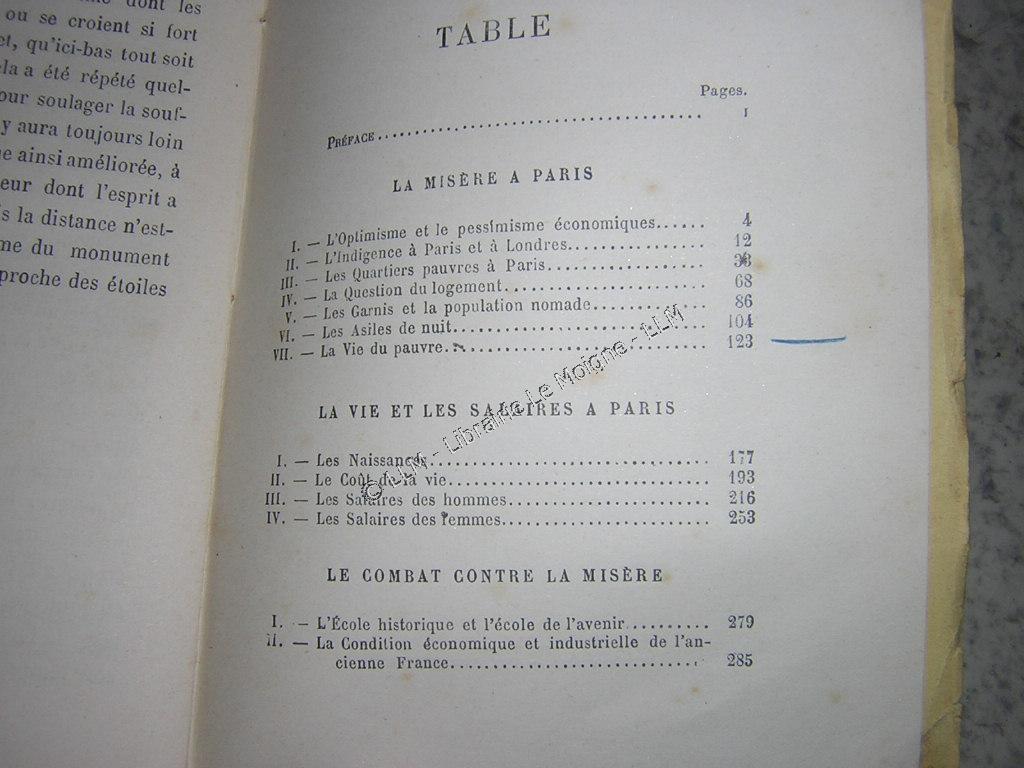 dont les
ou se croient si fort
et, qu'ici-bas tout soit
la a été répété quel-
our soulager la souf-
y aura toujours loin
e ainsi améliorée, à
eur dont l'esprit a
s la distance n'est-
me du monument
proche des étoiles
TABLE
Pages.
PRÉFACE........ I
LA MISÈRE A PARIS
I. — L'Optimisme et le pessimisme économiques...... 4
II. — L'Indigence à Paris et à Londres........ 12
III. — Les Quartiers pauvres à Paris........ 38
IV. — La Question du logement........ 68
V. — Les Garnis et la population nomade........ 86
VI. — Les Asiles de nuit........ 104
VII. — La Vie du pauvre........ 123
© LLM - Librairie Le Moigne - LLM
LA VIE ET LES SALAIRES A PARIS
I. — Les Naissances........ 177
II. — Le Coût de la vie........ 193
III. — Les Salaires des hommes........ 216
IV. — Les Salaires des femmes........ 253
LE COMBAT CONTRE LA MISÈRE
I. — L'École historique et l'école de l'avenir.......... 279
II. — La Condition économique et industrielle de l'an-
cienne France........ 285